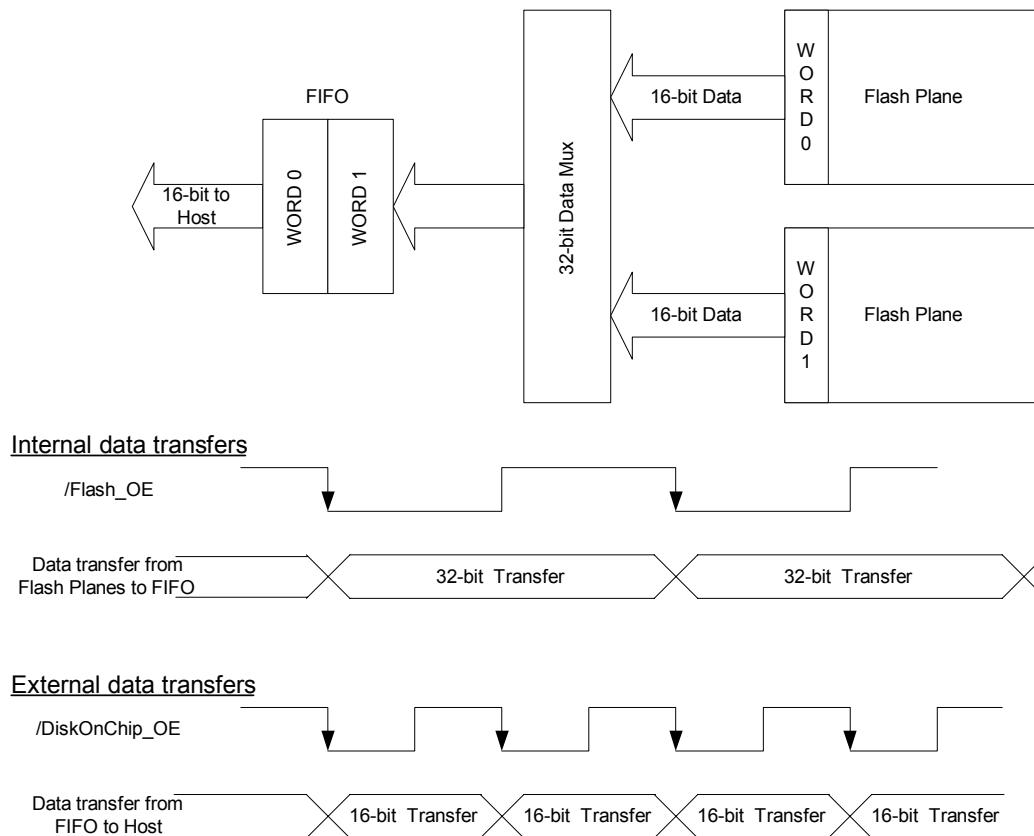 FIFO
16-bit to
Host
WORD 0
WORD 1
32-bit Data Mux
16-bit Data
WORD0
Flash Plane
16-bit Data
WORD1
Flash Plane
Internal data transfers
/Flash_OE
Data transfer from
Flash Planes to FIFO
32-bit Transfer
32-bit Transfer
External data transfers
/DiskOnChip_OE
Data transfer from
FIFO to Host
16-bit Transfer
16-bit Transfer
16-bit Transfer
16-bit Transfer